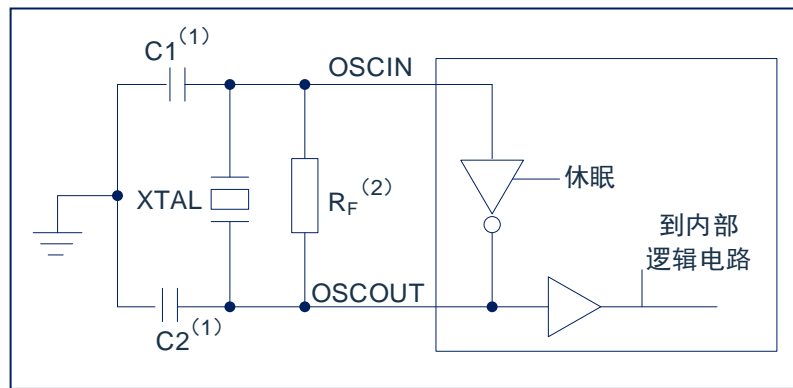 C1(1)
OSCIN
休眠
XTAL
RF(2)
到内部
逻辑电路
OSCOUT
C2(1)